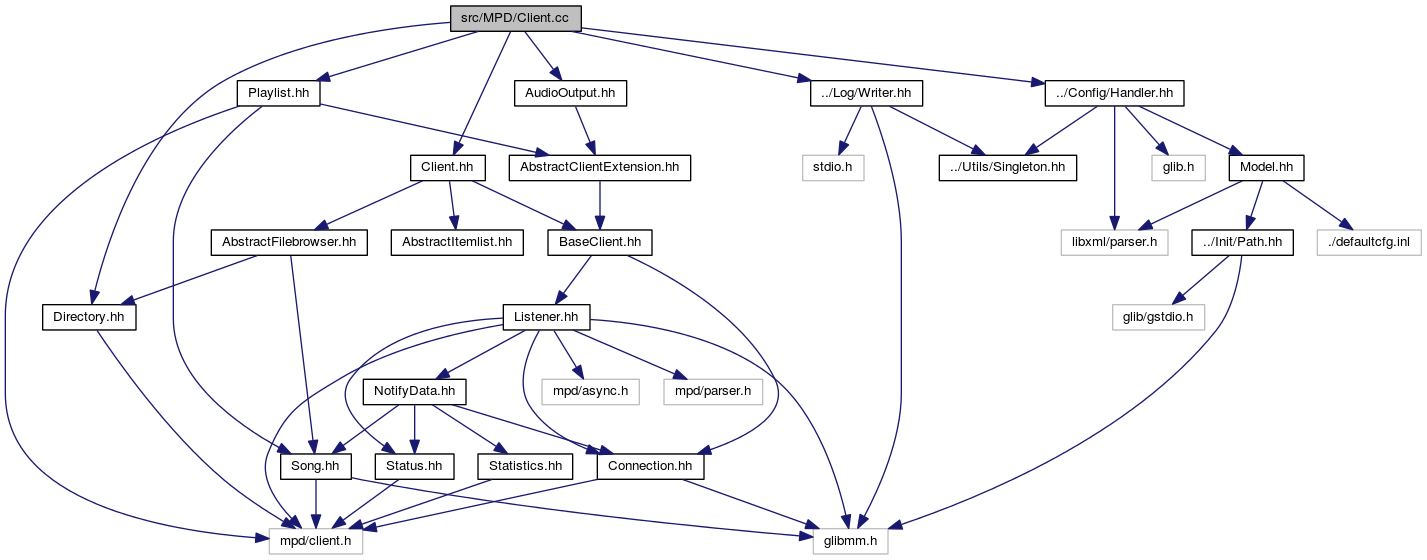 src/MPD/Client.cc
Playlist.hh
AudioOutput.hh
../Log/Writer.hh
../Config/Handler.hh
Client.hh
AbstractClientExtension.hh
stdio.h
../Utils/Singleton.hh
glib.h
Model.hh
AbstractFilebrowser.hh
AbstractItemlist.hh
BaseClient.hh
libxml/parser.h
../Init/Path.hh
./defaultcfg.inl
Directory.hh
Listener.hh
glib/gstdio.h
NotifyData.hh
mpd/async.h
mpd/parser.h
Song.hh
Status.hh
Statistics.hh
Connection.hh
mpd/client.h
glibmm.h